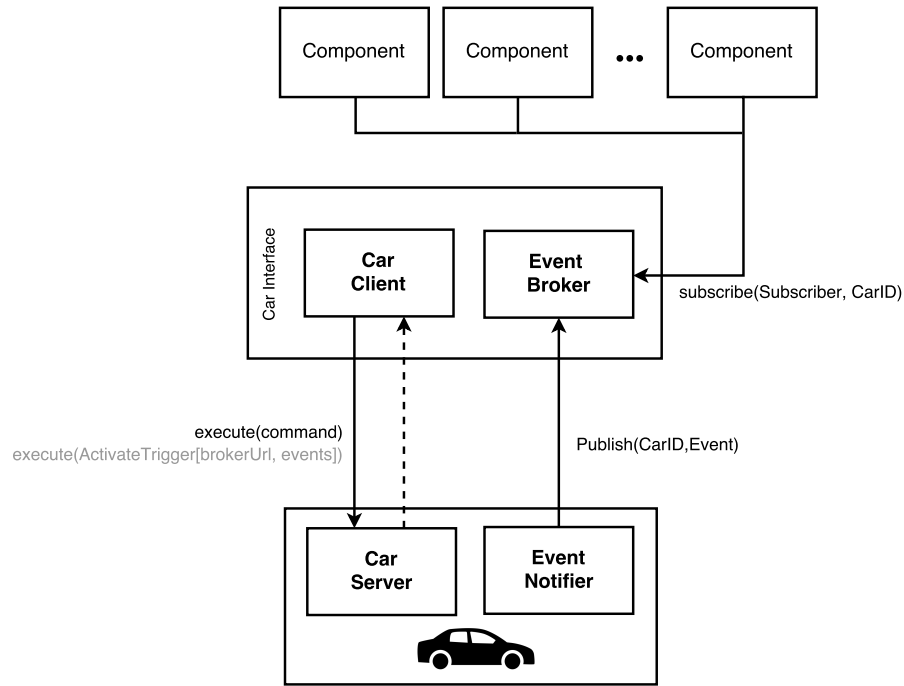 Component
Component
•••
Component
Car Interface
Car
Client
Event
Broker
subscribe(Subscriber, CarID)
execute(command)
execute(ActivateTrigger[brokerUrl, events])
Publish(CarID,Event)
Car
Server
Event
Notifier